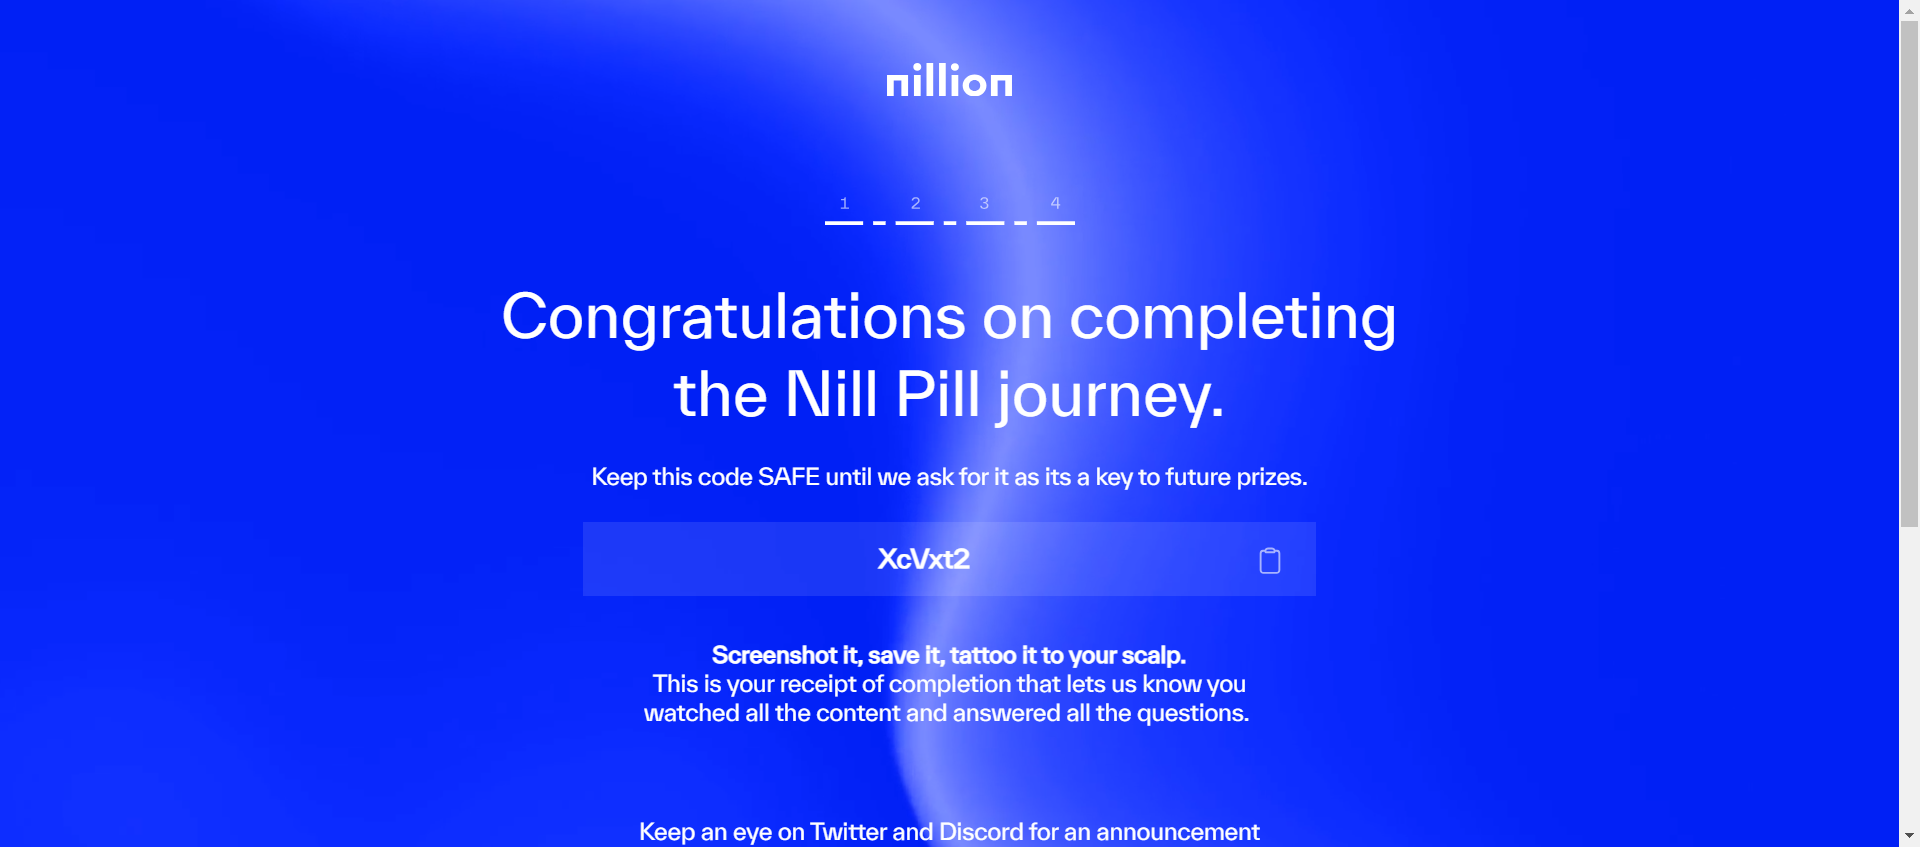 nillion
1 2 3 4
Congratulations on completing
the Nill Pill journey.
Keep this code SAFE until we ask for it as its a key to future prizes.
XcVxt2
Screenshot it, save it, tattoo it to your scalp.
This is your receipt of completion that lets us know you
watched all the content and answered all the questions.
Keep an eye on Twitter and Discord for an announcement